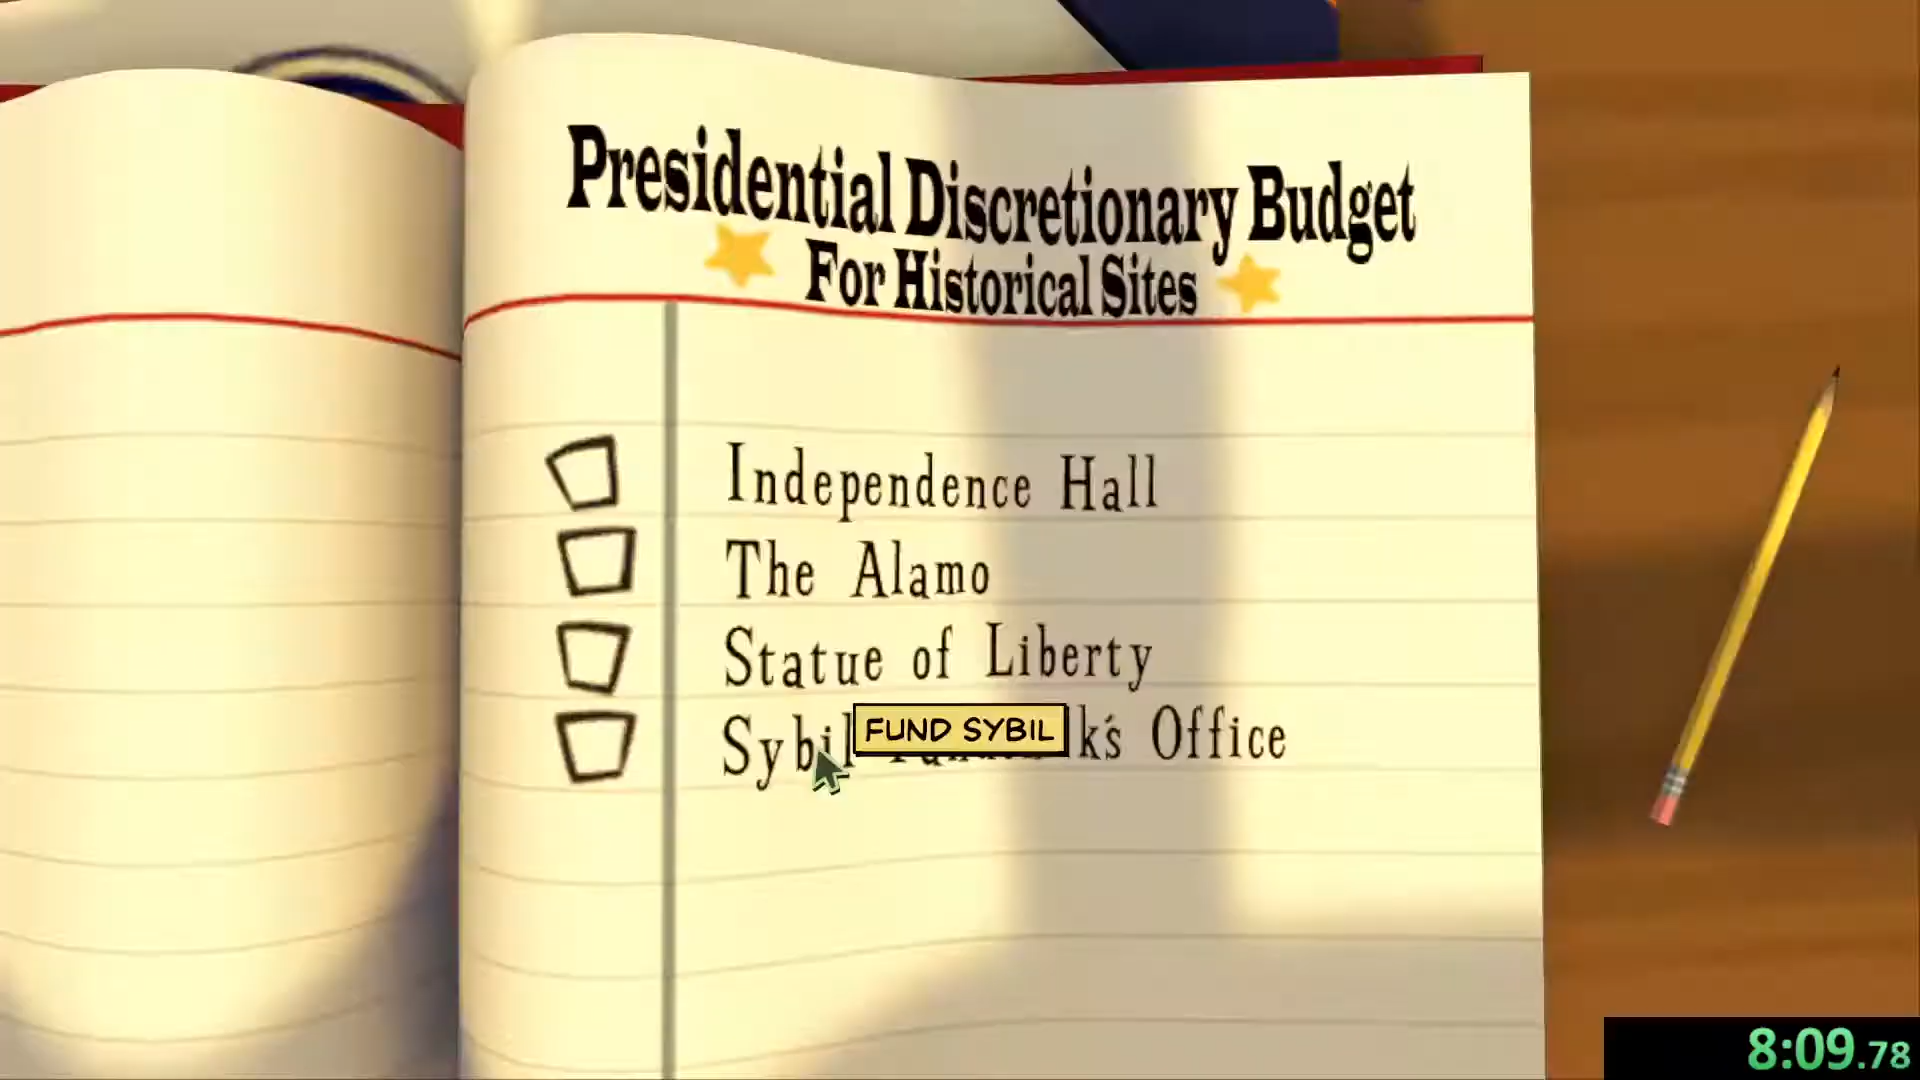 Presidential Discretionary Budget
For Historical Sites
Independence Hall
The Alamo
Statue of Liberty
Sybil k's Office
FUND SYBIL
8:09.78